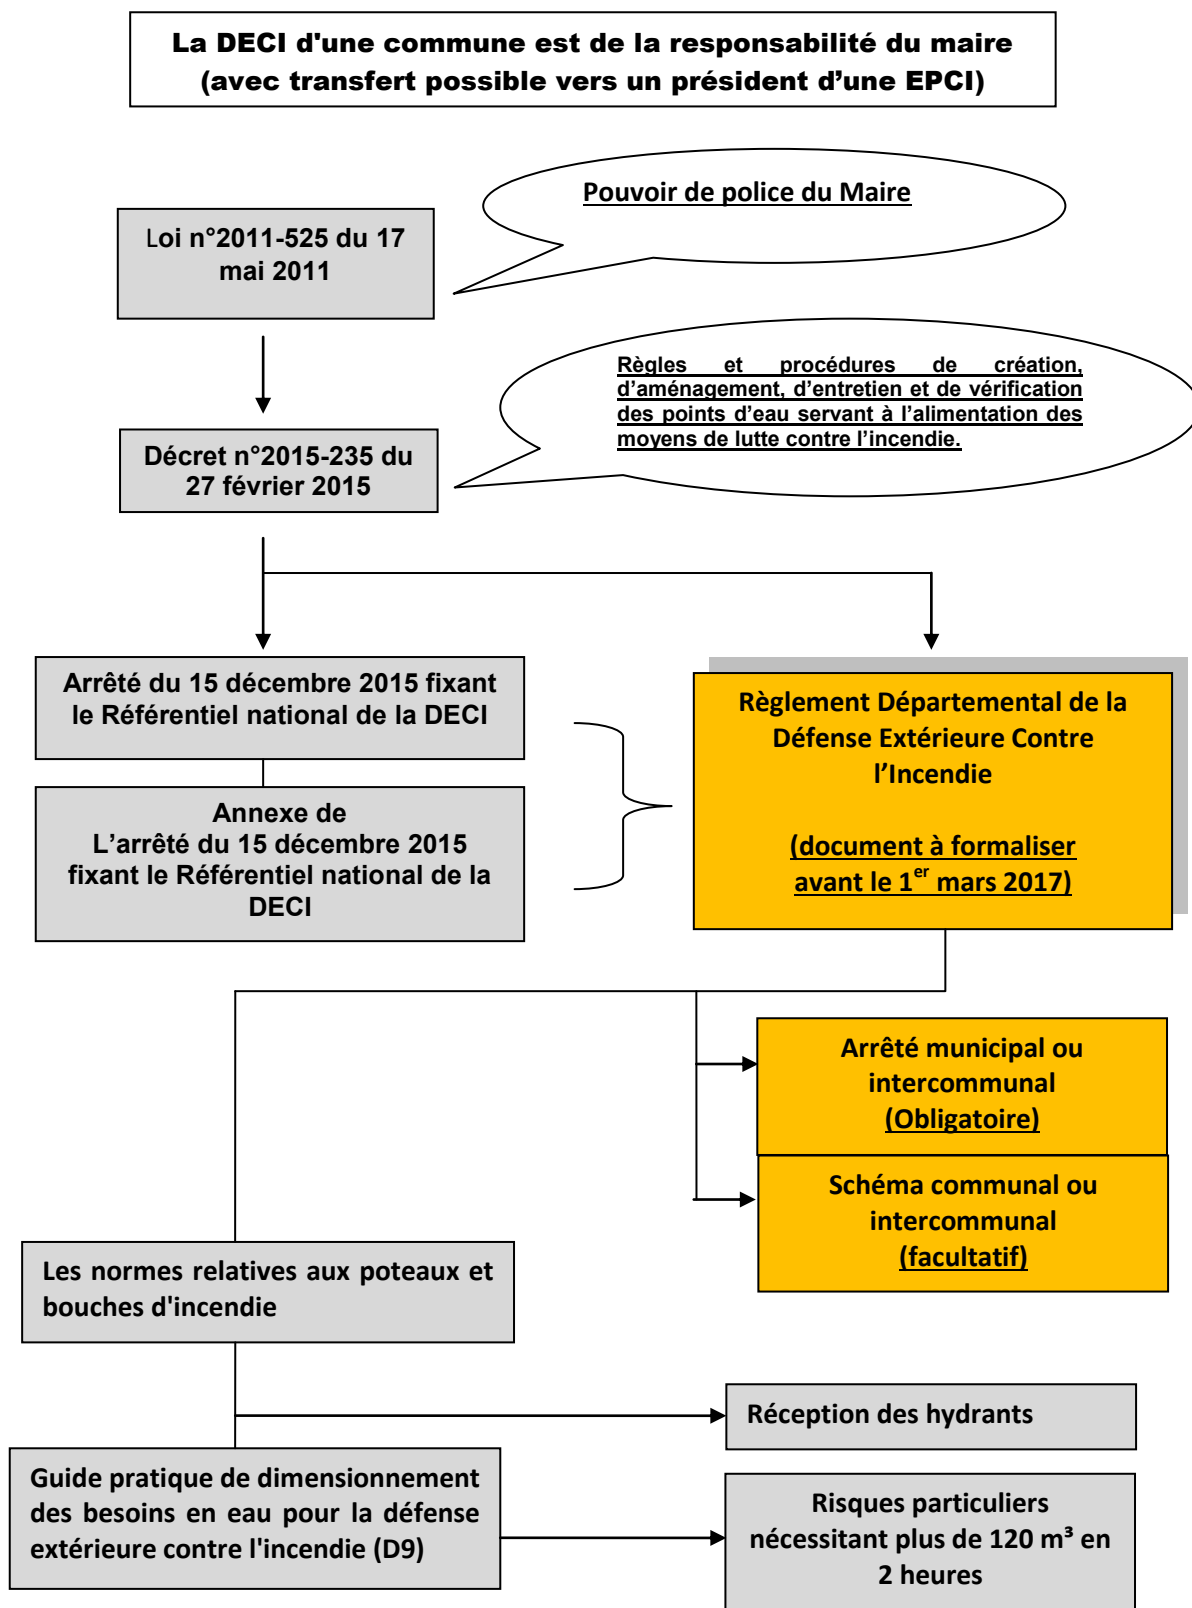 La DECI d'une commune est de la responsabilité du maire
(avec transfert possible vers un président d’une EPCI)
Pouvoir de police du Maire
Loi n°2011-525 du 17
mai 2011
Règles et procédures de création,
d’aménagement, d’entretien et de vérification
des points d’eau servant à l’alimentation des
moyens de lutte contre l’incendie.
Décret n°2015-235 du
27 février 2015
Arrêté du 15 décembre 2015 fixant
le Référentiel national de la DECI
Annexe de
L’arrêté du 15 décembre 2015
fixant le Référentiel national de la
DECI
Règlement Départemental de la
Défense Extérieure Contre
l’Incendie
(document à formaliser
avant le 1er mars 2017)
Arrêté municipal ou
intercommunal
(Obligatoire)
Schéma communal ou
intercommunal
(facultatif)
Les normes relatives aux poteaux et
bouches d'incendie
Réception des hydrants
Guide pratique de dimensionnement
des besoins en eau pour la défense
extérieure contre l'incendie (D9)
Risques particuliers
nécessitant plus de 120 m³ en
2 heures